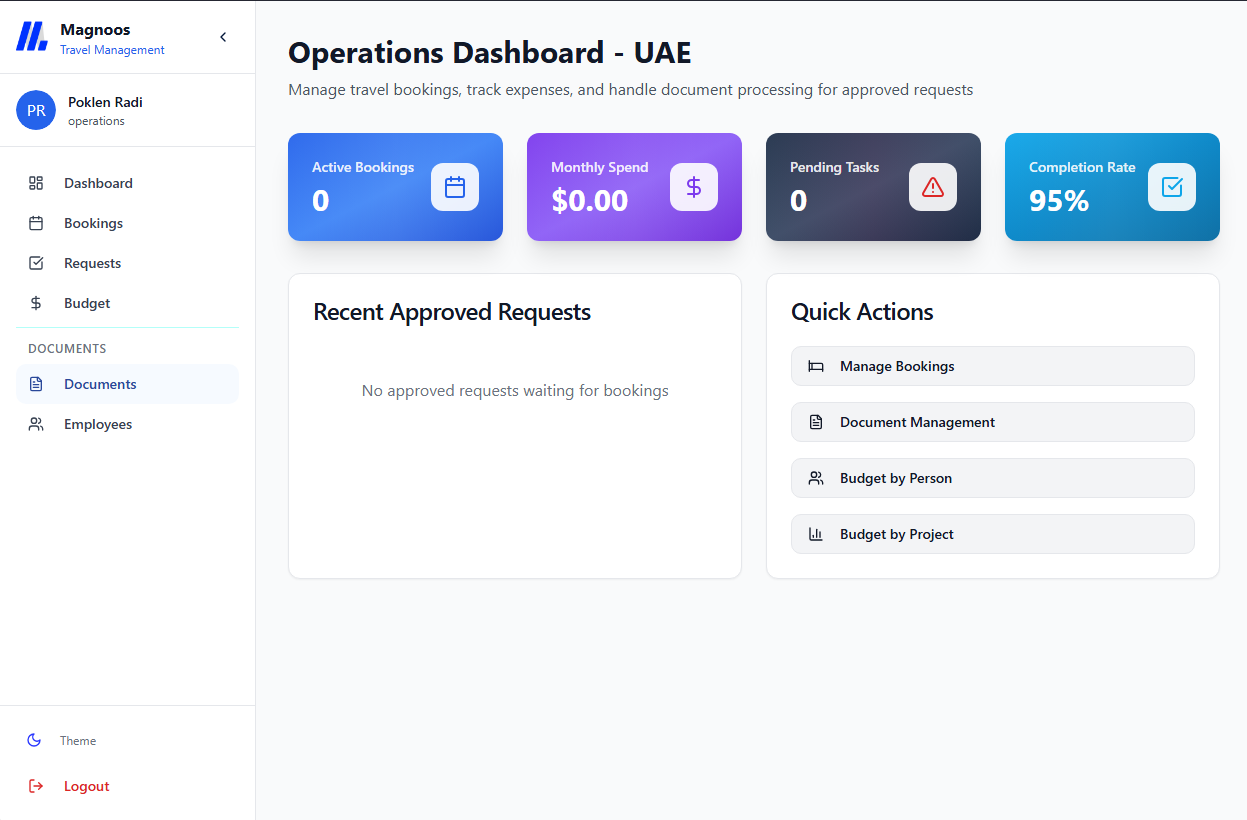 Magnoos
Travel Management
PR
Poklen Radi
operations
Dashboard
Bookings
Requests
Budget
DOCUMENTS
Documents
Employees
Theme
Logout
Operations Dashboard - UAE
Manage travel bookings, track expenses, and handle document processing for approved requests
Active Bookings
0
Monthly Spend
$0.00
Pending Tasks
0
Completion Rate
95%
Recent Approved Requests
No approved requests waiting for bookings
Quick Actions
Manage Bookings
Document Management
Budget by Person
Budget by Project